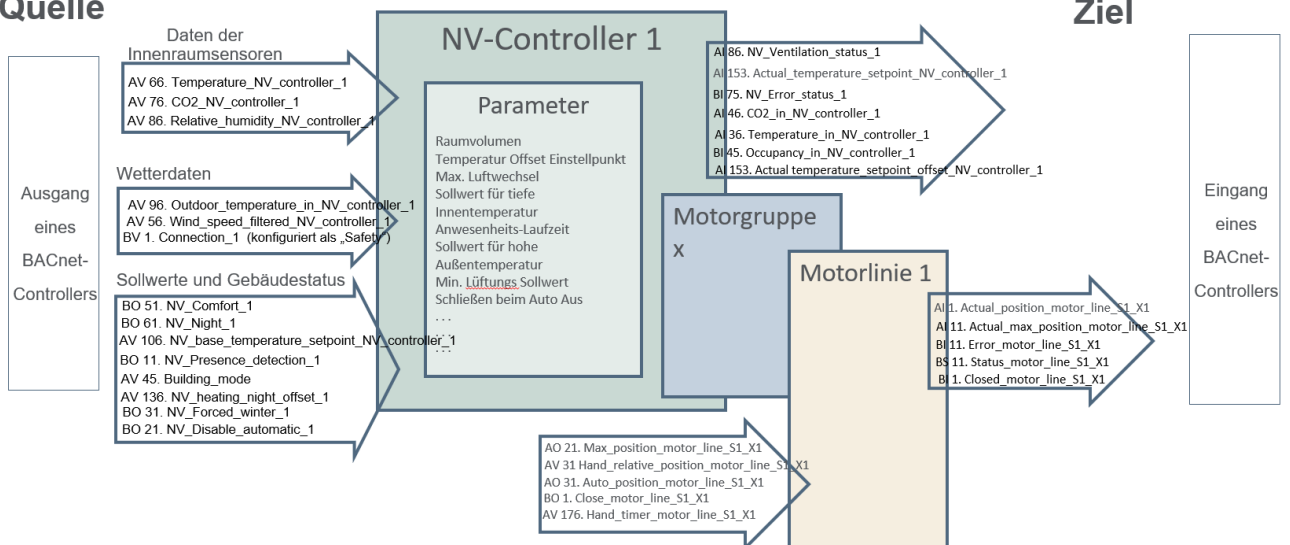 Quelle
Ziel
Ausgang
eines
BACnet-
Controllers
Daten der
Innenraumsensoren
AV 66. Temperature_NV_controller_1
AV 76. CO2_NV_controller_1
AV 86. Relative_humidity_NV_controller_1
Wetterdaten
AV 96. Outdoor_temperature_in_NV_controller_1
AV 56. Wind_speed_filtered_NV_controller_1
BV 1. Connection_1 (konfiguriert als „Safety“)
Sollwerte und Gebäudestatus
BO 51. NV_Comfort_1
BO 61. NV_Night_1
AV 106. NV_base_temperature_setpoint_NV_controller_1
BO 11. NV_Presence_detection_1
AV 45. Building_mode
AV 136. NV_heating_night_offset_1
BO 31. NV_Forced_winter_1
BO 21. NV_Disable_automatic_1
NV-Controller 1
Parameter
Raumvolumen
Temperatur Offset Einstellpunkt
Max. Luftwechsel
Sollwert für tiefe
Innentemperatur
Anwesenheits-Laufzeit
Sollwert für hohe
Außentemperatur
Min. Lüftungs Sollwert
Schließen beim Auto Aus
. . .
. . .
. . .
AI 86. NV_Ventilation_status_1
AI 153. Actual_temperature_setpoint_NV_controller_1
BI 75. NV_Error_status_1
AI 46. CO2_in_NV_controller_1
AI 36. Temperature_in_NV_controller_1
BI 45. Occupancy_in_NV_controller_1
AI 153. Actual temperature_setpoint_offset_NV_controller_1
Motorgruppe
x
Motorlinie 1
AI 1. Actual_position_motor_line_S1_X1
AI 11. Actual_max_position_motor_line_S1_X1
BI 11. Error_motor_line_S1_X1
BS 11. Status_motor_line_S1_X1
BI 1. Closed_motor_line_S1_X1
AO 21. Max_position_motor_line_S1_X1
AV 31 Hand_relative_position_motor_line_S1_X1
AO 31. Auto_position_motor_line_S1_X1
BO 1. Close_motor_line_S1_X1
AV 176. Hand_timer_motor_line_S1_X1
Eingang
eines
BACnet-
Controllers